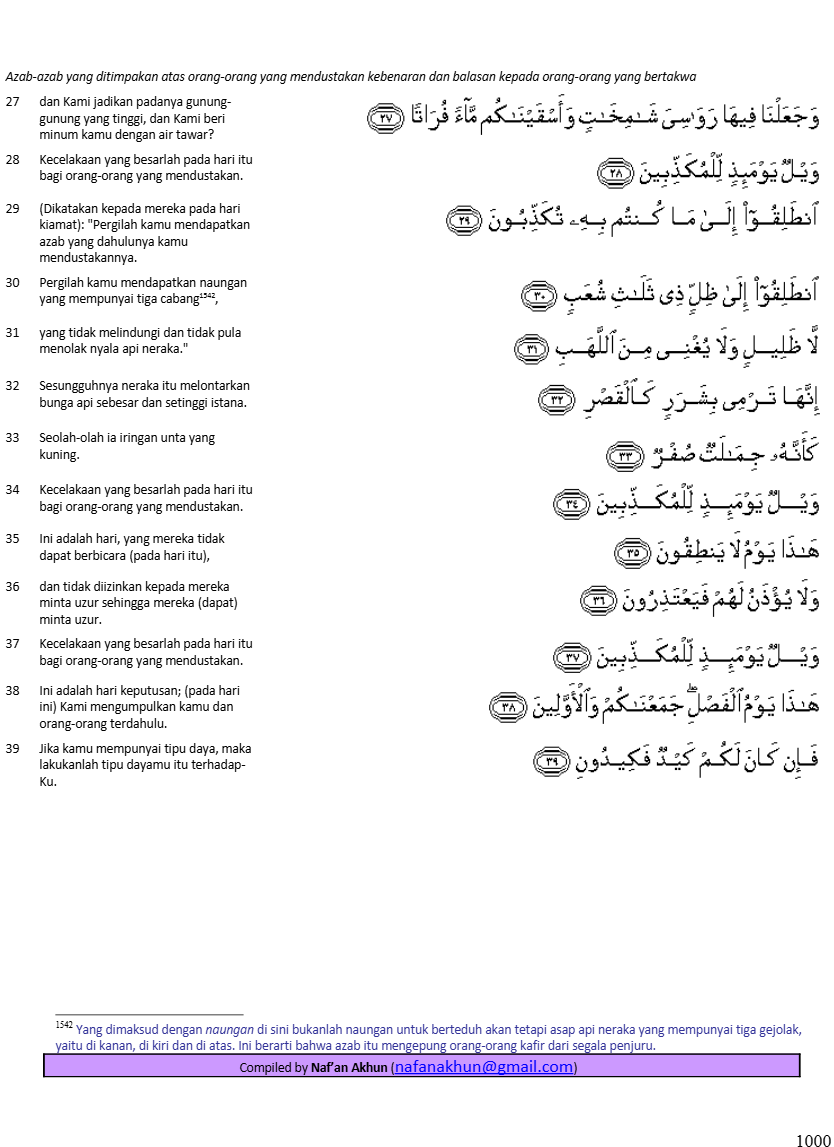 Azab-azab yang ditimpakan atas orang-orang yang mendustakan kebenaran dan balasan kepada orang-orang yang bertakwa
27 dan Kami jadikan padanya gunung-
gunung yang tinggi, dan Kami beri
minum kamu dengan air tawar?
وَجَعَلْنَا فِيهَا رَوَٰسِىَ شَـٰمِخَـٰتٍ وَأَسْقَيْنَـٰكُم مَّآءً فُرَاتًا ٢٧
28 Kecelakaan yang besarlah pada hari itu
bagi orang-orang yang mendustakan.
وَيْلٌ يَوْمَئِذٍ لِّلْمُكَذِّبِينَ ٢٨
29 (Dikatakan kepada mereka pada hari
kiamat): "Pergilah kamu mendapatkan
azab yang dahulunya kamu
mendustakannya.
ٱنطَلِقُوٓا۟ إِلَىٰ مَا كُنتُم بِهِۦ تُكَذِّبُونَ ٢٩
30 Pergilah kamu mendapatkan naungan
yang mempunyai tiga cabang¹⁵⁴²,
ٱنطَلِقُوٓا۟ إِلَىٰ ظِلٍّ ذِى ثَلَـٰثِ شُعَبٍ ٣٠
31 yang tidak melindungi dan tidak pula
menolak nyala api neraka."
لَّا ظَلِيلٍ وَلَا يُغْنِى مِنَ ٱللَّهَبِ ٣١
32 Sesungguhnya neraka itu melontarkan
bunga api sebesar dan setinggi istana.
إِنَّهَا تَرْمِى بِشَرَرٍ كَٱلْقَصْرِ ٣٢
33 Seolah-olah ia iringan unta yang
kuning.
كَأَنَّهُۥ جِمَـٰلَتٌ صُفْرٌ ٣٣
34 Kecelakaan yang besarlah pada hari itu
bagi orang-orang yang mendustakan.
وَيْلٌ يَوْمَئِذٍ لِّلْمُكَذِّبِينَ ٣٤
35 Ini adalah hari, yang mereka tidak
dapat berbicara (pada hari itu),
هَـٰذَا يَوْمُ لَا يَنطِقُونَ ٣٥
36 dan tidak diizinkan kepada mereka
minta uzur sehingga mereka (dapat)
minta uzur.
وَلَا يُؤْذَنُ لَهُمْ فَيَعْتَذِرُونَ ٣٦
37 Kecelakaan yang besarlah pada hari itu
bagi orang-orang yang mendustakan.
وَيْلٌ يَوْمَئِذٍ لِّلْمُكَذِّبِينَ ٣٧
38 Ini adalah hari keputusan; (pada hari
ini) Kami mengumpulkan kamu dan
orang-orang terdahulu.
هَـٰذَا يَوْمُ ٱلْفَصْلِ ۖ جَمَعْنَـٰكُمْ وَٱلْأَوَّلِينَ ٣٨
39 Jika kamu mempunyai tipu daya, maka
lakukanlah tipu dayamu itu terhadap-
Ku.
فَإِن كَانَ لَكُمْ كَيْدٌ فَكِيدُونِ ٣٩
¹⁵⁴² Yang dimaksud dengan naungan di sini bukanlah naungan untuk berteduh akan tetapi asap api neraka yang mempunyai tiga gejolak,
yaitu di kanan, di kiri dan di atas. Ini berarti bahwa azab itu mengepung orang-orang kafir dari segala penjuru.
Compiled by Naf'an Akhun (nafanakhun@gmail.com)
1000